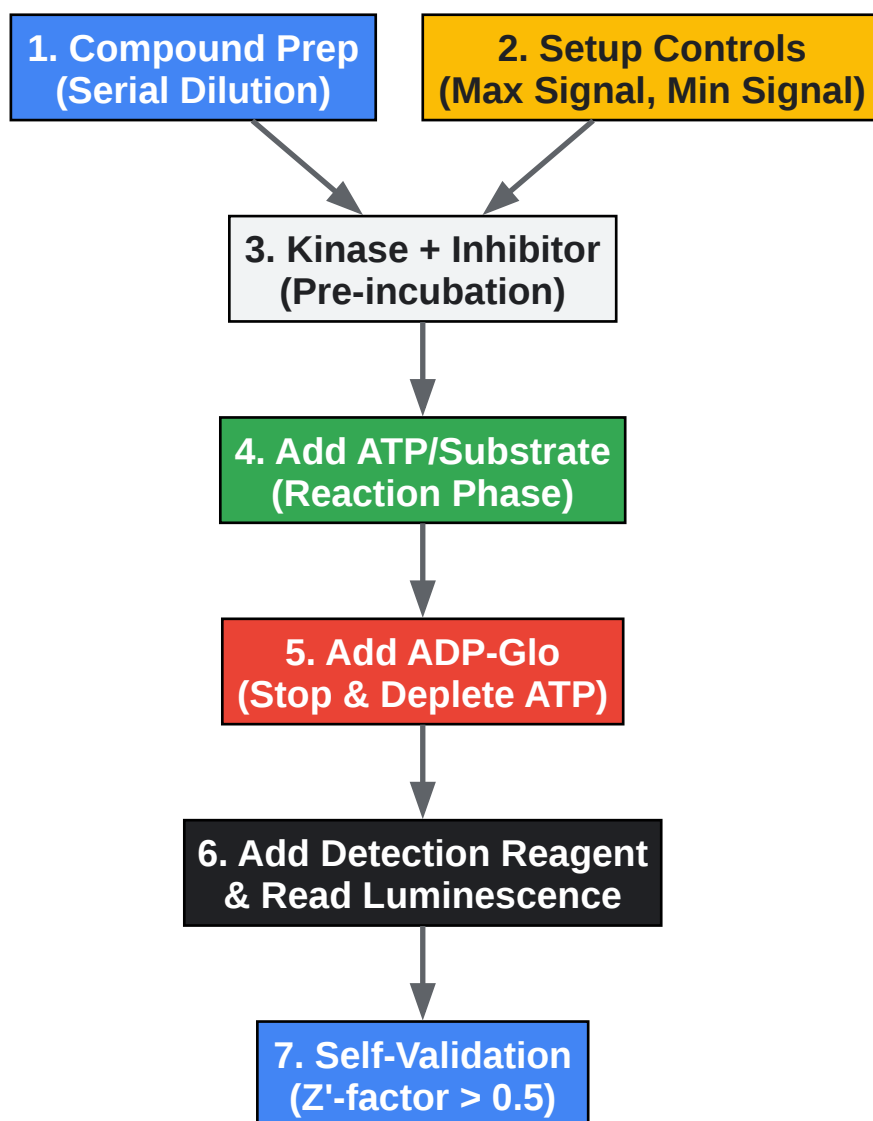 1. Compound Prep
(Serial Dilution)
2. Setup Controls
(Max Signal, Min Signal)
3. Kinase + Inhibitor
(Pre-incubation)
4. Add ATP/Substrate
(Reaction Phase)
5. Add ADP-Glo
(Stop & Deplete ATP)
6. Add Detection Reagent
& Read Luminescence
7. Self-Validation
(Z'-factor > 0.5)